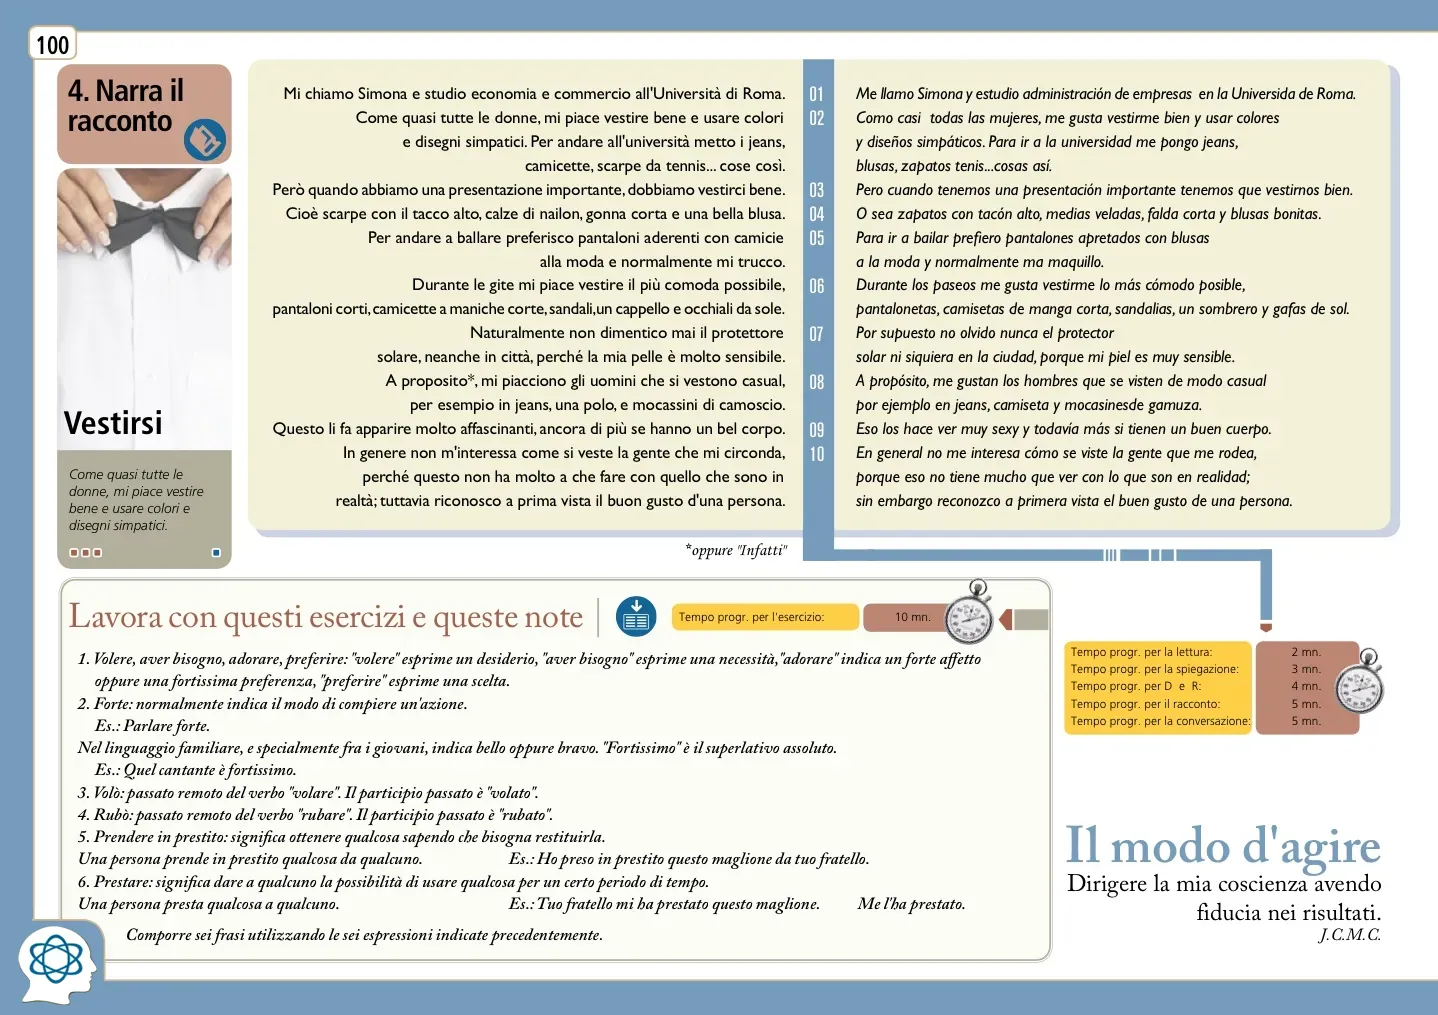 100
4. Narra il
racconto
Vestirsi
Come quasi tutte le
donne, mi piace vestire
bene e usare colori e
disegni simpatici.
Mi chiamo Simona e studio economia e commercio all'Università di Roma.
Come quasi tutte le donne, mi piace vestire bene e usare colori
e disegni simpatici. Per andare all'università metto i jeans,
camicette, scarpe da tennis... cose così.
Però quando abbiamo una presentazione importante, dobbiamo vestirci bene.
Cioè scarpe con il tacco alto, calze di nailon, gonna corta e una bella blusa.
Per andare a ballare preferisco pantaloni aderenti con camicie
alla moda e normalmente mi trucco.
Durante le gite mi piace vestire il più comoda possibile,
pantaloni corti, camicette a maniche corte, sandali,un cappello e occhiali da sole.
Naturalmente non dimentico mai il protettore
solare, neanche in città, perché la mia pelle è molto sensibile.
A proposito*, mi piacciono gli uomini che si vestono casual,
per esempio in jeans, una polo, e mocassini di camoscio.
Questo li fa apparire molto affascinanti, ancora di più se hanno un bel corpo.
In genere non m'interessa come si veste la gente che mi circonda,
perché questo non ha molto a che fare con quello che sono in
realtà; tuttavia riconosco a prima vista il buon gusto d'una persona.
*oppure "Infatti"
01
02
03
04
05
06
07
08
09
10
Me llamo Simona y estudio administración de empresas en la Universida de Roma.
Como casi todas las mujeres, me gusta vestirme bien y usar colores
y diseños simpáticos. Para ir a la universidad me pongo jeans,
blusas, zapatos tenis...cosas así.
Pero cuando tenemos una presentación importante tenemos que vestirnos bien.
O sea zapatos con tacón alto, medias veladas, falda corta y blusas bonitas.
Para ir a bailar prefiero pantalones apretados con blusas
a la moda y normalmente ma maquillo.
Durante los paseos me gusta vestirme lo más cómodo posible,
pantalonetas, camisetas de manga corta, sandalias, un sombrero y gafas de sol.
Por supuesto no olvido nunca el protector
solar ni siquiera en la ciudad, porque mi piel es muy sensible.
A propósito, me gustan los hombres que se visten de modo casual
por ejemplo en jeans, camiseta y mocasinesde gamuza.
Eso los hace ver muy sexy y todavía más si tienen un buen cuerpo.
En general no me interesa cómo se viste la gente que me rodea,
porque eso no tiene mucho que ver con lo que son en realidad;
sin embargo reconozco a primera vista el buen gusto de una persona.
Lavora con questi esercizi e queste note
Tempo progr. per l'esercizio: 10 mn.
1. Volere, aver bisogno, adorare, preferire: "volere" esprime un desiderio, "aver bisogno" esprime una necessità,"adorare" indica un forte affetto
oppure una fortissima preferenza, "preferire" esprime una scelta.
2. Forte: normalmente indica il modo di compiere un'azione.
Es.: Parlare forte.
Nel linguaggio familiare, e specialmente fra i giovani, indica bello oppure bravo. "Fortissimo" è il superlativo assoluto.
Es.: Quel cantante è fortissimo.
3. Volò: passato remoto del verbo "volare". Il participio passato è "volato".
4. Rubò: passato remoto del verbo "rubare". Il participio passato è "rubato".
5. Prendere in prestito: significa ottenere qualcosa sapendo che bisogna restituirla.
Una persona prende in prestito qualcosa da qualcuno. Es.: Ho preso in prestito questo maglione da tuo fratello.
6. Prestare: significa dare a qualcuno la possibilità di usare qualcosa per un certo periodo di tempo.
Una persona presta qualcosa a qualcuno. Es.: Tuo fratello mi ha prestato questo maglione. Me l'ha prestato.
Comporre sei frasi utilizzando le sei espressioni indicate precedentemente.
Tempo progr. per la lettura: 2 mn.
Tempo progr. per la spiegazione: 3 mn.
Tempo progr. per D e R: 4 mn.
Tempo progr. per il racconto: 5 mn.
Tempo progr. per la conversazione: 5 mn.
Il modo d'agire
Dirigere la mia coscienza avendo
fiducia nei risultati.
J.C.M.C.